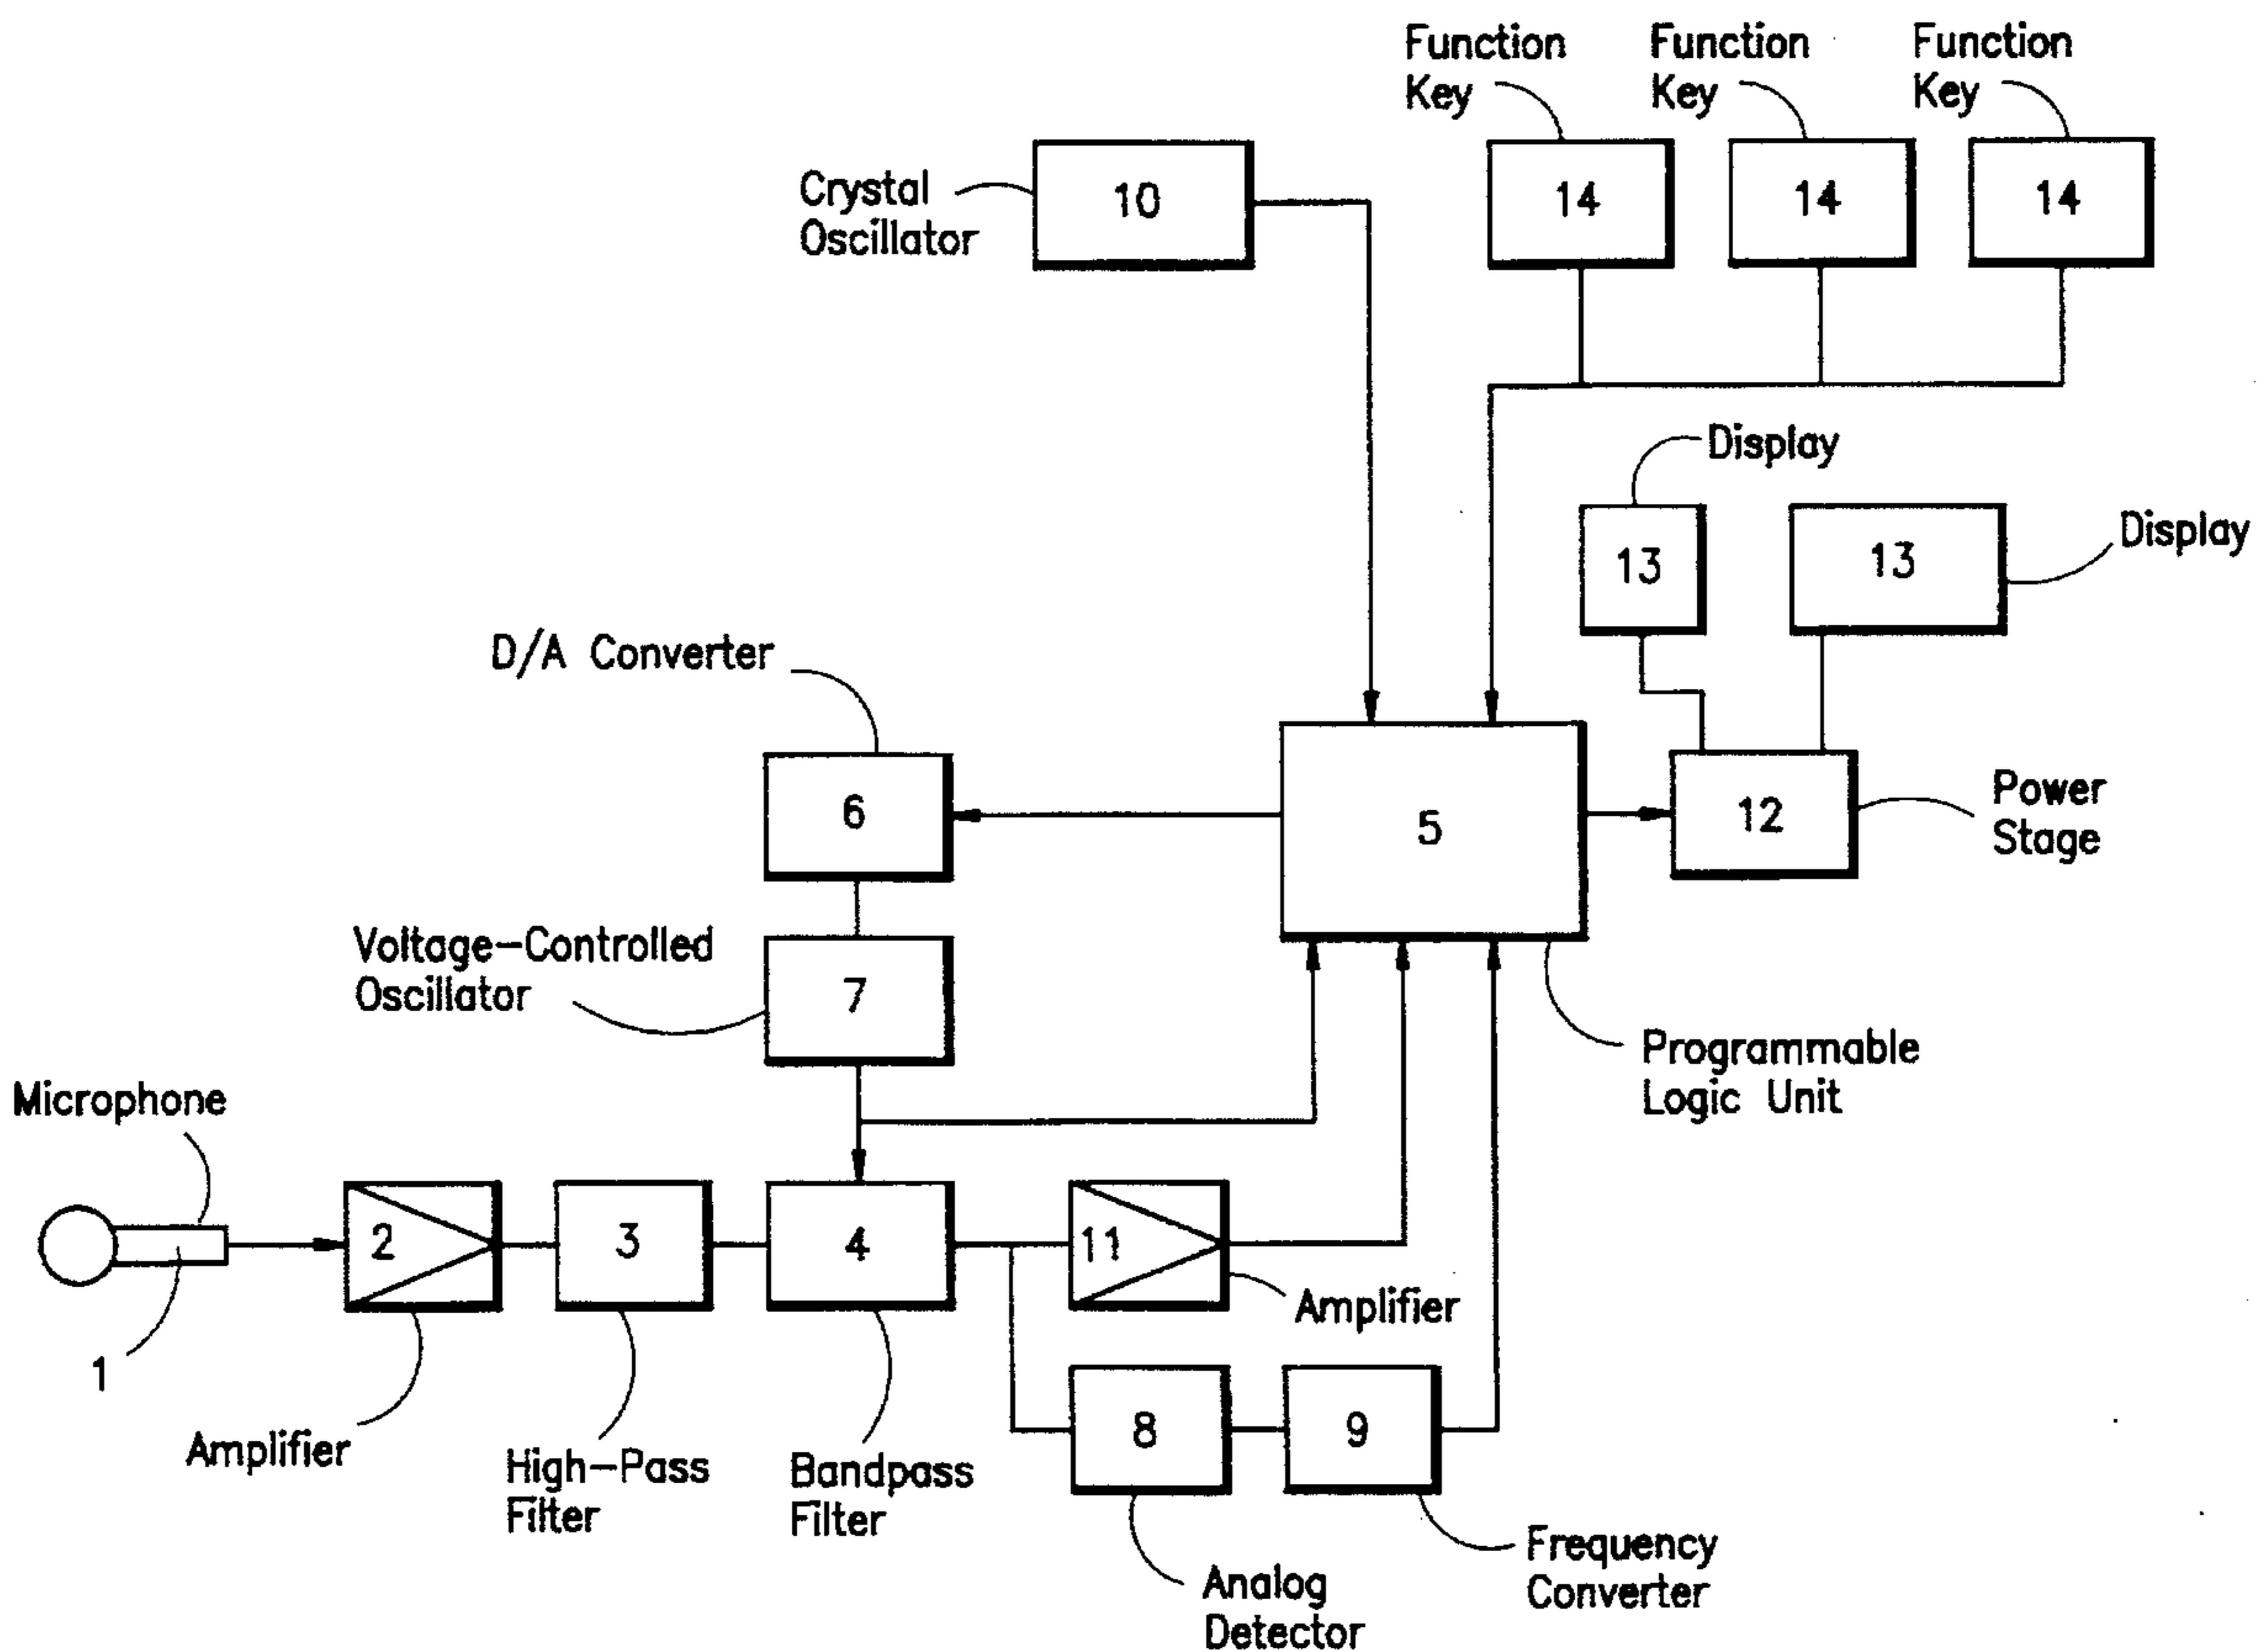 Function
Key
Function
Key
Function
Key
Crystal
Oscillator
10
14
14
14
Display
13
13
Display
D/A Converter
6
5
12
Power
Stage
Voltage-Controlled
Oscillator
7
Programmable
Logic Unit
Microphone
2
3
4
11
Amplifier
1
Amplifier
High-Pass
Filter
Bandpass
Filter
8
9
Analog
Detector
Frequency
Converter